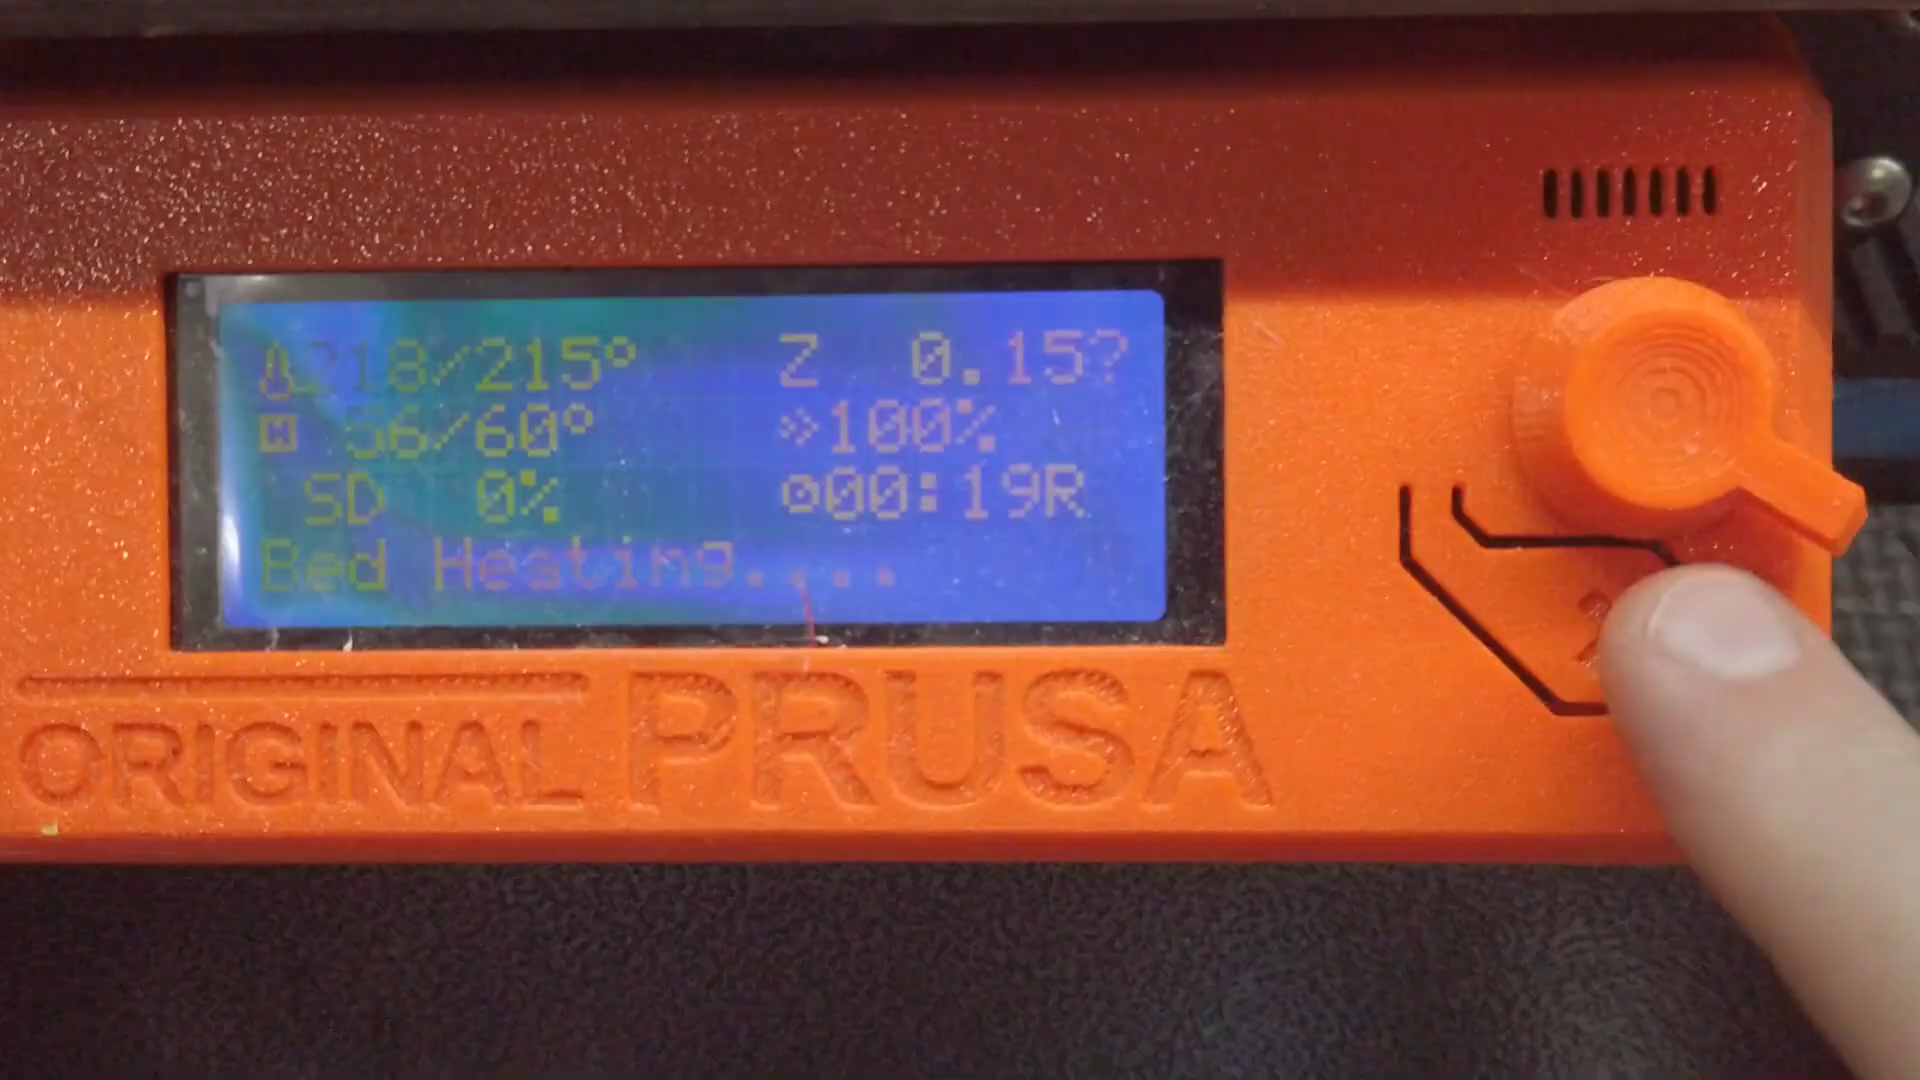 218/215° Z 0.15?
56/60° 100%
SD 0% 00:19R
Bed Heating....
ORIGINAL PRUSA